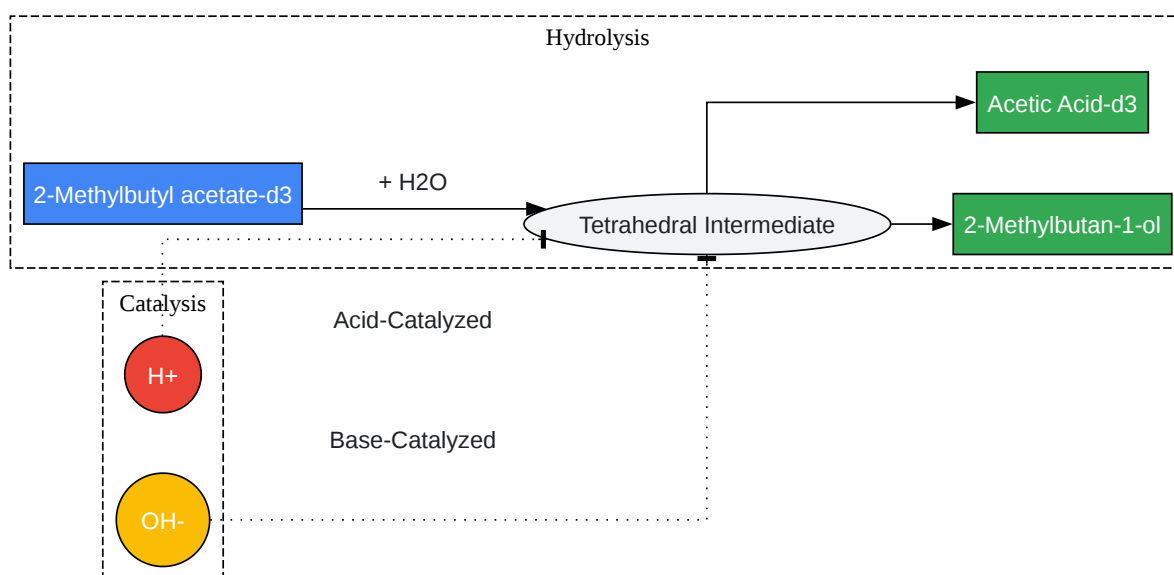 Hydrolysis
Acetic Acid-d3
2-Methylbutyl acetate-d3
+ H2O
Tetrahedral Intermediate
2-Methylbutan-1-ol
Catalysis
Acid-Catalyzed
H+
Base-Catalyzed
OH-